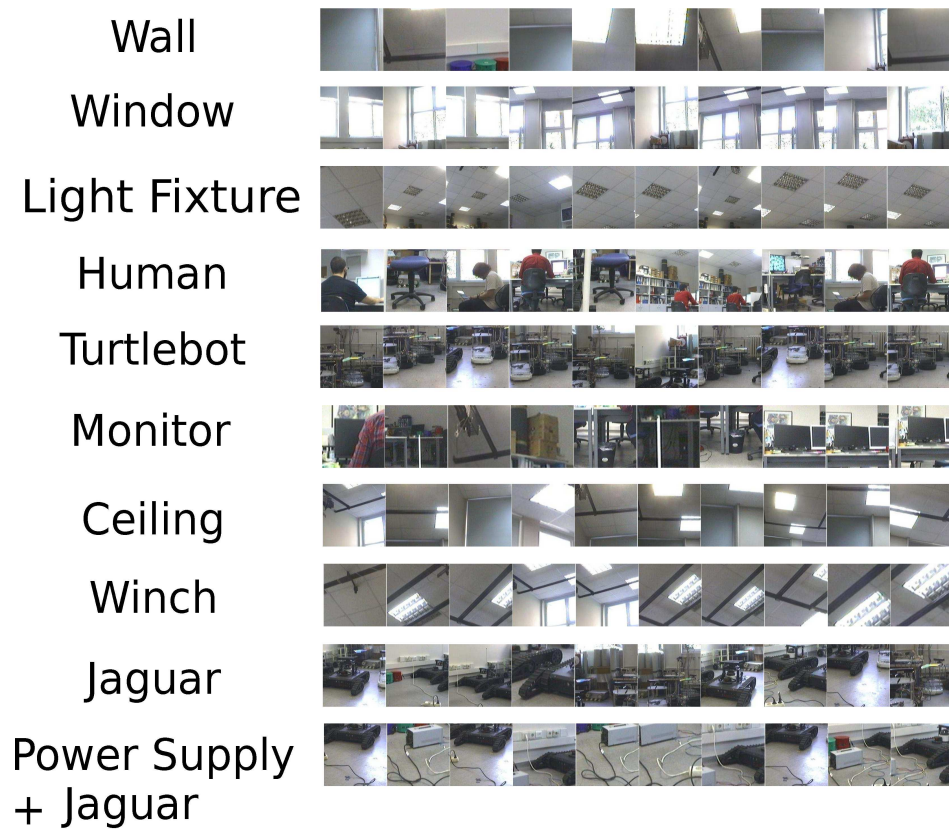 Wall
Window
Light Fixture
Human
Turtlebot
Monitor
Ceiling
Winch
Jaguar
Power Supply
+ Jaguar